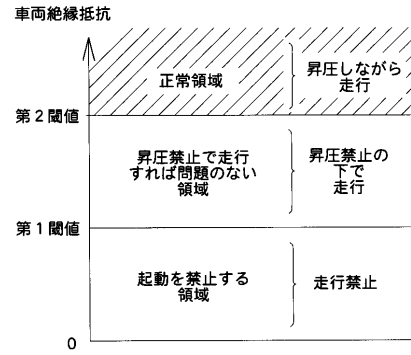 車両絶縁抵抗
正常領域
昇圧しながら
走行
第2閾値
昇圧禁止で走行
すれば問題のない
領域
昇圧禁止の
下で
走行
第1閾値
起動を禁止する
領域
走行禁止
0